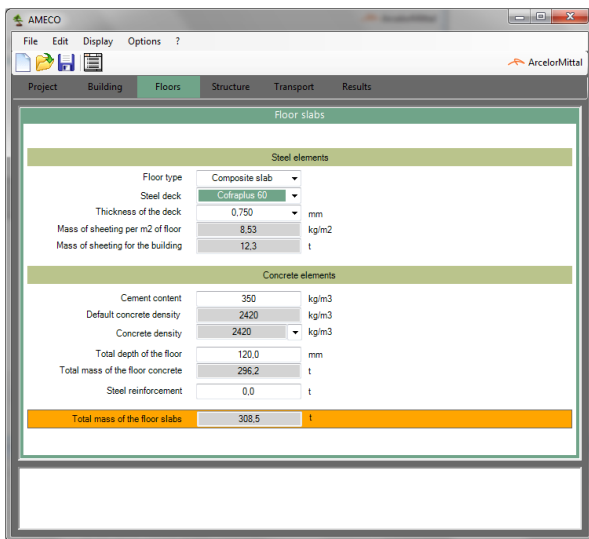 AMECO
File Edit Display Options ?
ArcelorMittal
Project Building Floors Structure Transport Results
Floor slabs
Steel elements
Floor type Composite slab
Steel deck Cofraplus 60
Thickness of the deck 0,750 mm
Mass of sheeting per m2 of floor 8,53 kg/m2
Mass of sheeting for the building 12,3 t
Concrete elements
Cement content 350 kg/m3
Default concrete density 2420 kg/m3
Concrete density 2420 kg/m3
Total depth of the floor 120,0 mm
Total mass of the floor concrete 296,2 t
Steel reinforcement 0,0 t
Total mass of the floor slabs 308,5 t